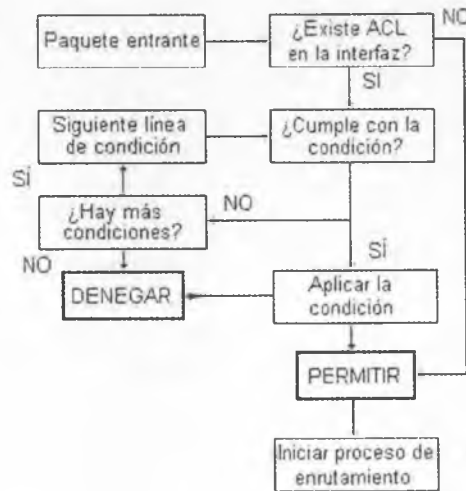 Paquete entrante
¿Existe ACL
en la interfaz?
NO
SI
Siguiente línea
de condición
¿Cumple con la
condición?
SÍ
¿Hay más
condiciones?
NO
NO
SÍ
DENEGAR
Aplicar la
condición
PERMITIR
Iniciar proceso de
enrutamiento